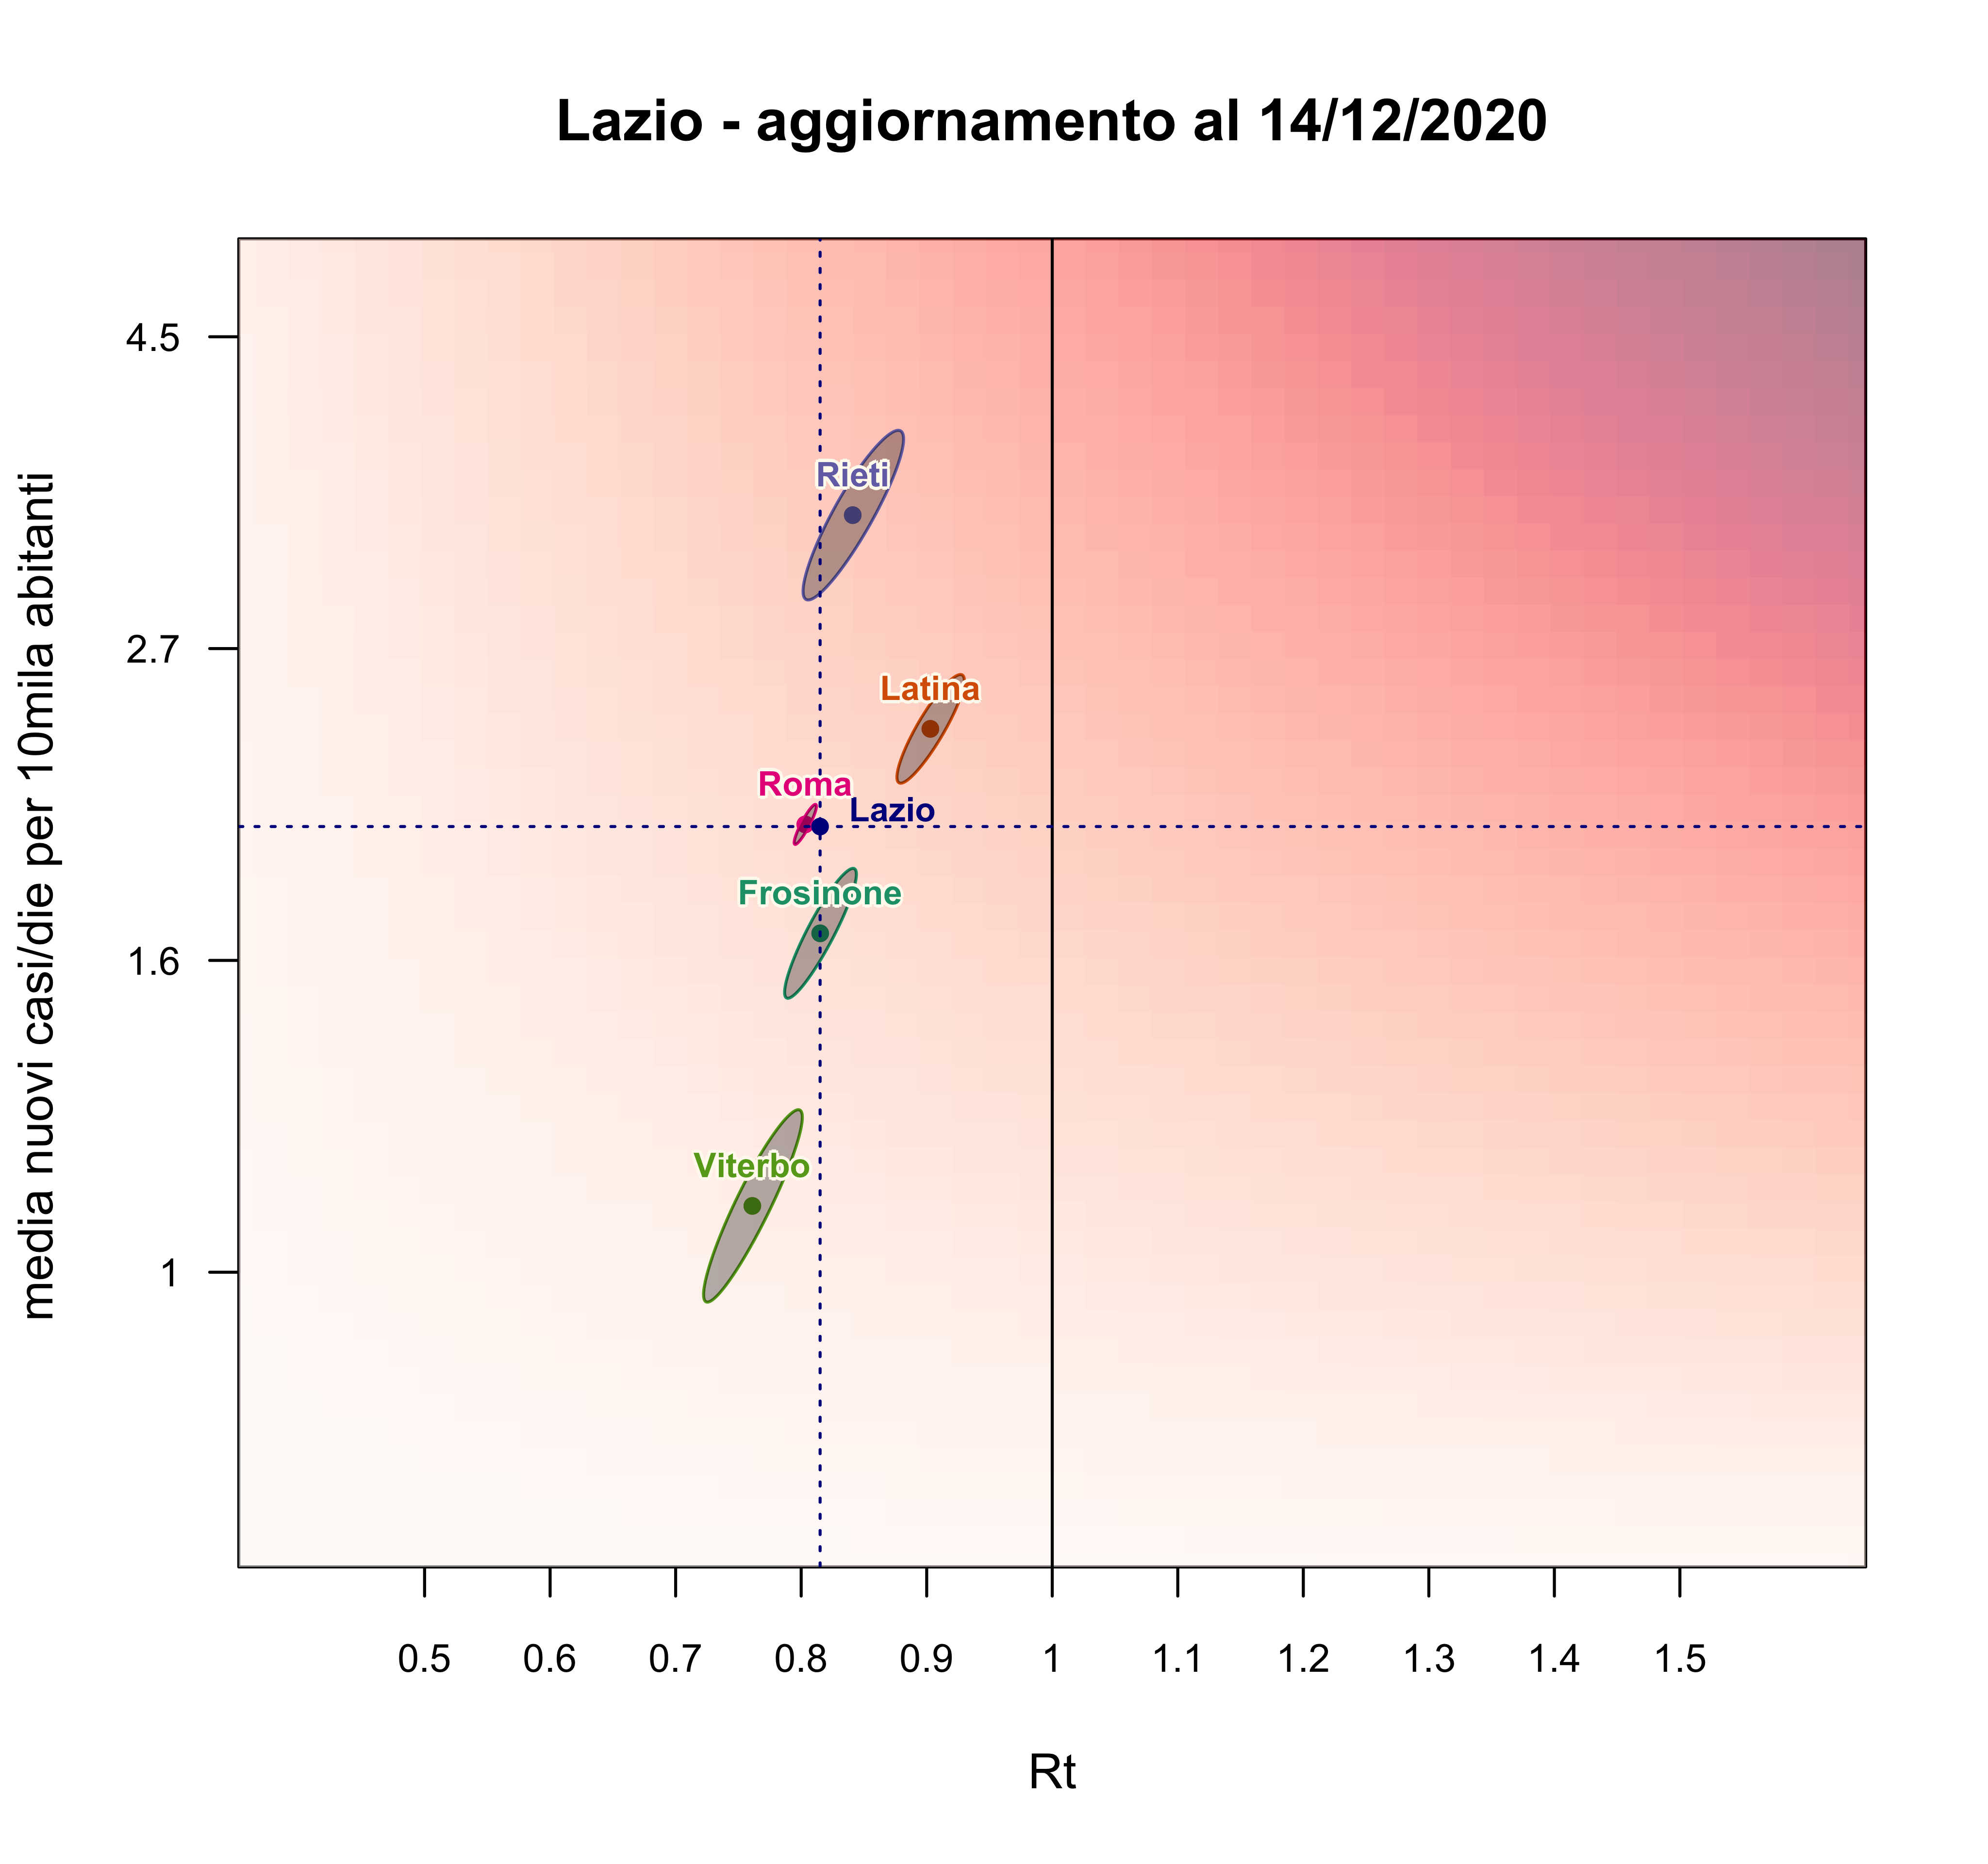 Lazio - aggiornamento al 14/12/2020
media nuovi casi/die per 10mila abitanti
4.5
2.7
1.6
1
Rieti
Latina
Roma
Lazio
Frosinone
Viterbo
0.5 0.6 0.7 0.8 0.9 1 1.1 1.2 1.3 1.4 1.5
Rt